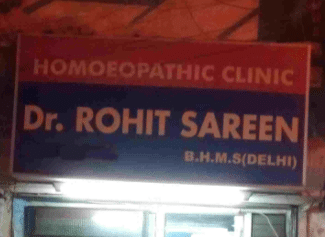 HOMOEOPATHIC CLINIC
Dr. ROHIT SAREEN
B.H.M.S(DELHI)